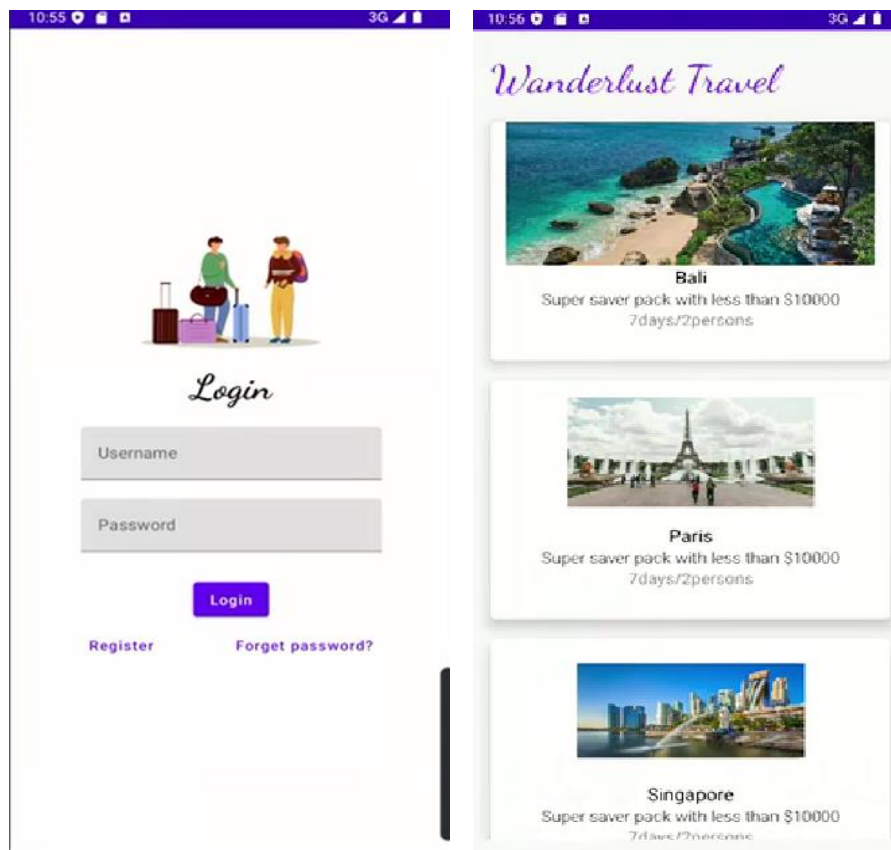 10:55
3G
Login
Username
Password
Login
Register
Forget password?
10:56
3G
Wanderlust Travel
Bali
Super saver pack with less than $10000
7days/2persons
Paris
Super saver pack with less than $10000
7days/2persons
Singapore
Super saver pack with less than $10000
7days/2persons